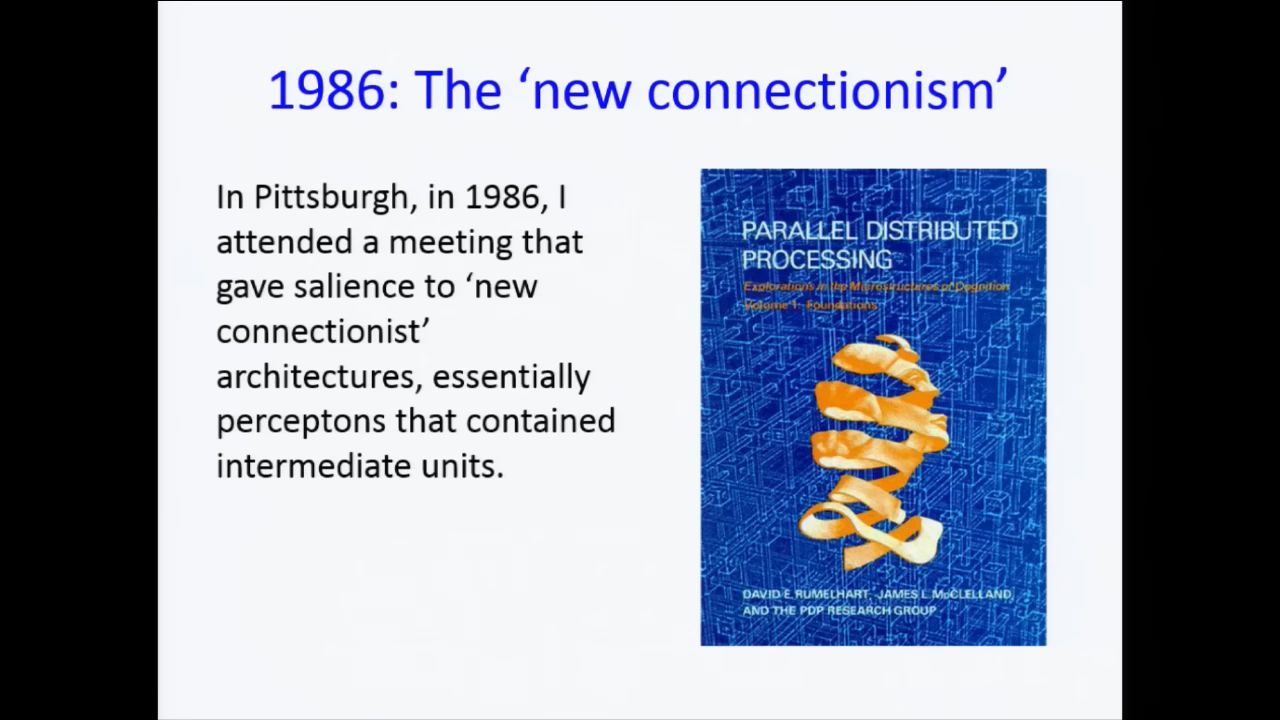 1986: The ‘new connectionism’
In Pittsburgh, in 1986, I
attended a meeting that
gave salience to ‘new
connectionist’
architectures, essentially
perceptons that contained
intermediate units.
PARALLEL DISTRIBUTED
PROCESSING
Explorations in the Microstructures of Cognition
Volume 1: Foundations
DAVID E. RUMELHART, JAMES L. McCLELLAND,
AND THE PDP RESEARCH GROUP